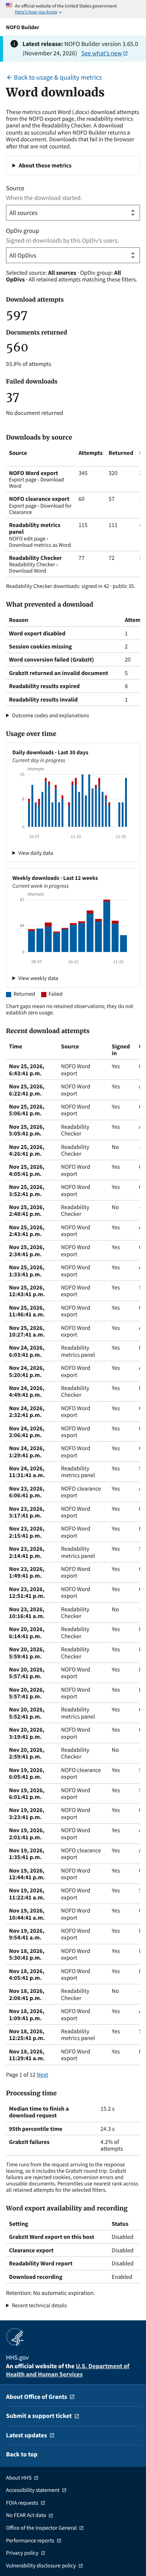 An official website of the United States government
Here's how you know
NOFO Builder
Latest release: NOFO Builder version 3.65.0
(November 24, 2026) See what's new
Back to usage & quality metrics
Word downloads
These metrics count Word (.docx) download attempts
from the NOFO export page, the readability metrics
panel and the Readability Checker. A download
counts as successful when NOFO Builder returns a
Word document. People may close their browser after
that are not counted.
About these metrics
Source
Where the download started.
All sources
OpDiv group
Signed-in downloads by this OpDiv's users.
All OpDivs
Selected source: All sources · OpDiv group: All
OpDivs · All retained attempts matching these filters.
Download attempts
597
Documents returned
560
93.8% of attempts
Failed downloads
37
No document returned
Downloads by source
Source Attempts Returned
NOFO Word export 345 320
Export page › Download
Word
NOFO clearance export 60 57
Export page › Download for
Clearance
Readability metrics 115 111
panel
NOFO edit page ›
Download metrics as Word
Readability Checker 77 72
Readability Checker ›
Download Word
Readability Checker downloads: signed in 42 · public 35.
What prevented a download
Reason Attem
Word export disabled 1
Session cookies missing 2
Word conversion failed (GrabzIt) 20
GrabzIt returned an invalid document 5
Readability results expired 8
Readability results invalid 1
Outcome codes and explanations
Usage over time
Daily downloads · Last 30 days
Current day in progress
Attempts
10-27 11-10 11-25
View daily data
Weekly downloads · Last 12 weeks
Current week in progress
Attempts
09-07 10-12 11-23
View weekly data
Returned Failed
Chart gaps mean no retained observations, they do not
establish zero usage.
Recent download attempts
Time Source Signed
in
Nov 25, 2026, NOFO Word Yes
6:43:41 p.m. export
Nov 25, 2026, NOFO Word Yes
6:22:41 p.m. export
Nov 25, 2026, NOFO Word Yes
5:06:41 p.m. export
Nov 25, 2026, Readability Yes
5:05:41 p.m. Checker
Nov 25, 2026, Readability No
4:26:41 p.m. Checker
Nov 25, 2026, NOFO Word Yes
4:05:41 p.m. export
Nov 25, 2026, NOFO Word Yes
3:52:41 p.m. export
Nov 25, 2026, Readability No
2:48:41 p.m. Checker
Nov 25, 2026, NOFO Word Yes
2:43:41 p.m. export
Nov 25, 2026, NOFO Word Yes
2:34:41 p.m. export
Nov 25, 2026, NOFO Word Yes
1:33:41 p.m. export
Nov 25, 2026, NOFO Word Yes
12:43:41 p.m. export
Nov 25, 2026, NOFO Word Yes
11:46:41 a.m. export
Nov 25, 2026, NOFO Word Yes
10:27:41 a.m. export
Nov 24, 2026, Readability Yes
6:03:41 p.m. metrics panel
Nov 24, 2026, NOFO Word Yes
5:20:41 p.m. export
Nov 24, 2026, Readability Yes
4:49:41 p.m. Checker
Nov 24, 2026, NOFO Word Yes
2:32:41 p.m. export
Nov 24, 2026, NOFO Word Yes
2:06:41 p.m. export
Nov 24, 2026, NOFO Word Yes
1:29:41 p.m. export
Nov 24, 2026, Readability Yes
11:31:41 a.m. metrics panel
Nov 23, 2026, NOFO clearance Yes
6:06:41 p.m. export
Nov 23, 2026, NOFO Word Yes
3:17:41 p.m. export
Nov 23, 2026, NOFO Word Yes
2:15:41 p.m. export
Nov 23, 2026, Readability Yes
2:14:41 p.m. metrics panel
Nov 23, 2026, NOFO Word Yes
1:49:41 p.m. export
Nov 23, 2026, NOFO Word Yes
12:51:41 p.m. export
Nov 23, 2026, Readability No
10:16:41 a.m. Checker
Nov 20, 2026, Readability Yes
6:14:41 p.m. Checker
Nov 20, 2026, Readability Yes
5:59:41 p.m. Checker
Nov 20, 2026, NOFO Word Yes
5:57:41 p.m. export
Nov 20, 2026, NOFO Word Yes
5:57:41 p.m. export
Nov 20, 2026, Readability Yes
5:52:41 p.m. metrics panel
Nov 20, 2026, NOFO Word Yes
3:19:41 p.m. export
Nov 20, 2026, Readability No
2:59:41 p.m. Checker
Nov 19, 2026, NOFO clearance Yes
6:05:41 p.m. export
Nov 19, 2026, NOFO Word Yes
6:01:41 p.m. export
Nov 19, 2026, NOFO Word Yes
3:23:41 p.m. export
Nov 19, 2026, NOFO Word Yes
2:01:41 p.m. export
Nov 19, 2026, NOFO clearance Yes
1:35:41 p.m. export
Nov 19, 2026, NOFO Word Yes
12:44:41 p.m. export
Nov 19, 2026, NOFO Word Yes
11:22:41 a.m. export
Nov 19, 2026, NOFO Word Yes
10:44:41 a.m. export
Nov 19, 2026, NOFO Word Yes
9:54:41 a.m. export
Nov 18, 2026, NOFO Word Yes
5:30:41 p.m. export
Nov 18, 2026, NOFO Word Yes
4:05:41 p.m. export
Nov 18, 2026, Readability No
2:08:41 p.m. Checker
Nov 18, 2026, NOFO Word Yes
1:09:41 p.m. export
Nov 18, 2026, Readability Yes
12:25:41 p.m. metrics panel
Nov 18, 2026, NOFO Word Yes
11:29:41 a.m. export
Page 1 of 12 Next
Processing time
Median time to finish a 15.2 s
download request
95th percentile time 24.3 s
GrabzIt failures 4.2% of
attempts
Time runs from the request arriving to the response
leaving, so it includes the GrabzIt round trip. GrabzIt
failures are rejected cookies, conversion errors and
unusable documents. Percentiles use nearest rank across
all retained attempts for the selected filters.
Word export availability and recording
Setting Status
GrabzIt Word export on this host Disabled
Clearance export Disabled
Readability Word report Disabled
Download recording Enabled
Retention: No automatic expiration.
Recent technical details
HHS.gov
An official website of the U.S. Department of
Health and Human Services
About Office of Grants
Submit a support ticket
Latest updates
Back to top
About HHS
Accessibility statement
FOIA requests
No FEAR Act data
Office of the Inspector General
Performance reports
Privacy policy
Vulnerability disclosure policy